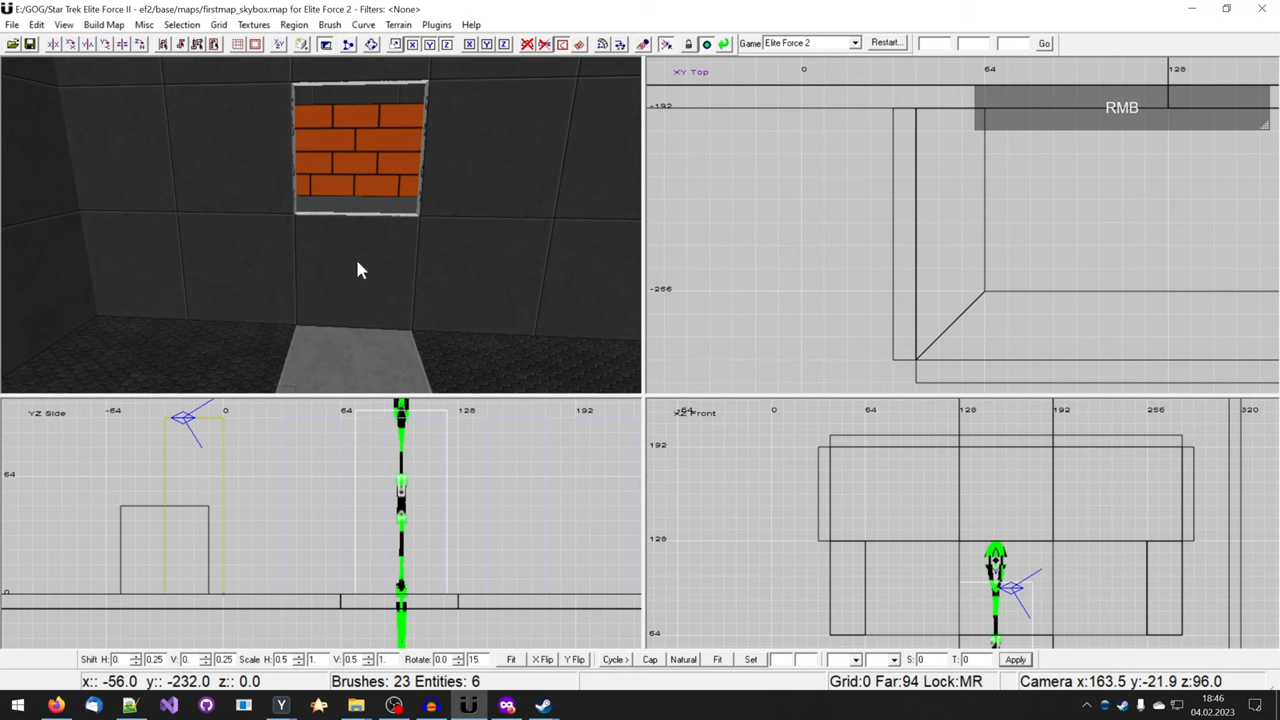 E:/GOG/Star Trek Elite Force II - ef2/base/maps/firstmap_skybox.map for Elite Force 2 - Filters: <None>
File Edit View Build Map Misc Selection Grid Textures Region Brush Curve Terrain Plugins Help
Game Elite Force 2 Restart... Go
XY Top 0 64 128
-192
RMB
-256
YZ Side -64 0 64 128 192
64
0
XZ Front -64 0 64 128 192 256 320
192
128
64
Shift H: 0. 0.25 V: 0. 0.25 Scale H: 0.5 1. V: 0.5 1. Rotate: 0.0 15. Fit X Flip Y Flip Cycle> Cap Natural Fit Set S: 0 T: 0 Apply
x:: -56.0 y:: -232.0 z:: 0.0 Brushes: 23 Entities: 6 Grid:0 Far:94 Lock:MR Camera x:163.5 y:-21.9 z:96.0
18:46
04.02.2023